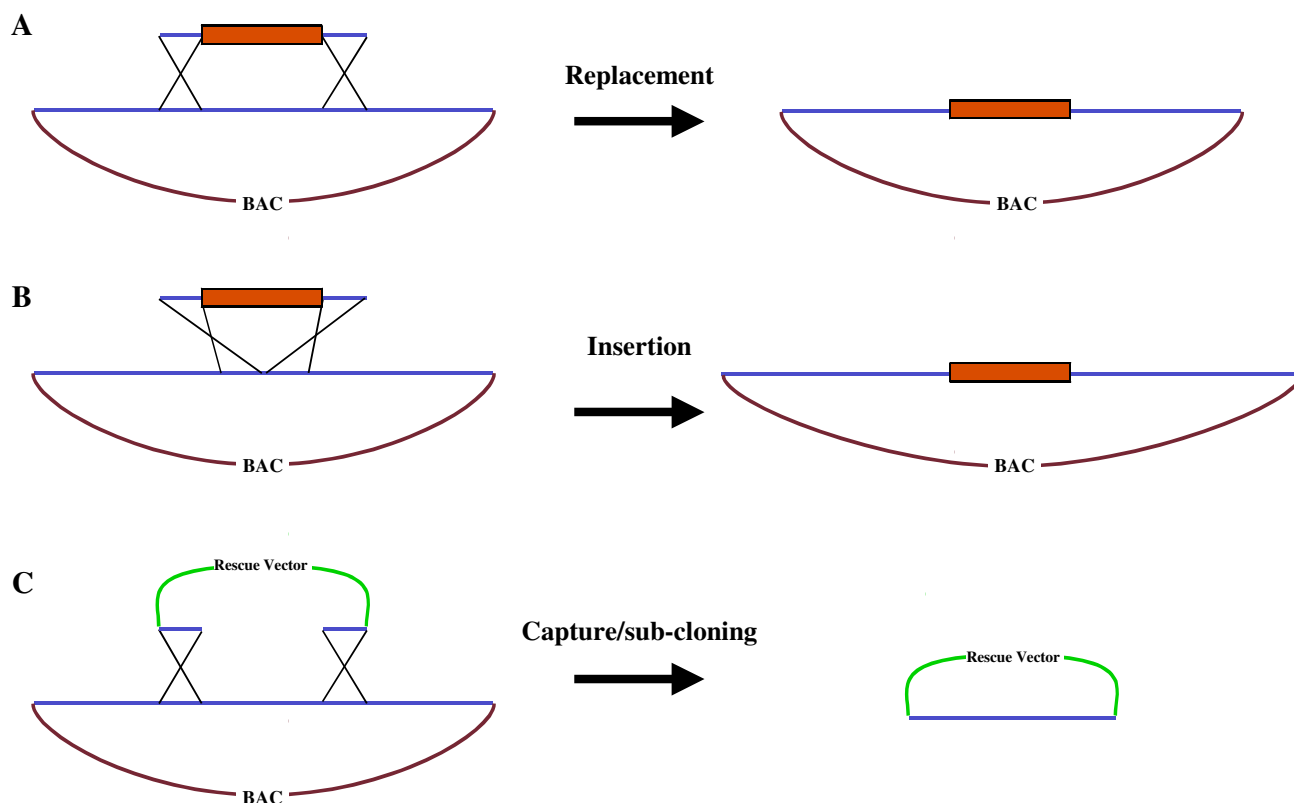 A
Replacement
BAC
BAC
B
Insertion
BAC
BAC
C
Rescue Vector
Capture/sub-cloning
Rescue Vector
BAC